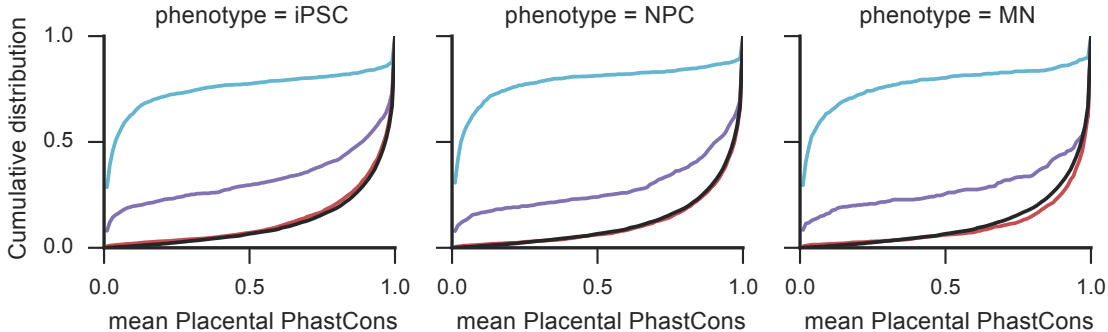 phenotype = iPSC phenotype = NPC phenotype = MN
Cumulative distribution
1.0
0.5
0.0
0.0 0.5 1.0 0.0 0.5 1.0 0.0 0.5 1.0
mean Placental PhastCons mean Placental PhastCons mean Placental PhastCons